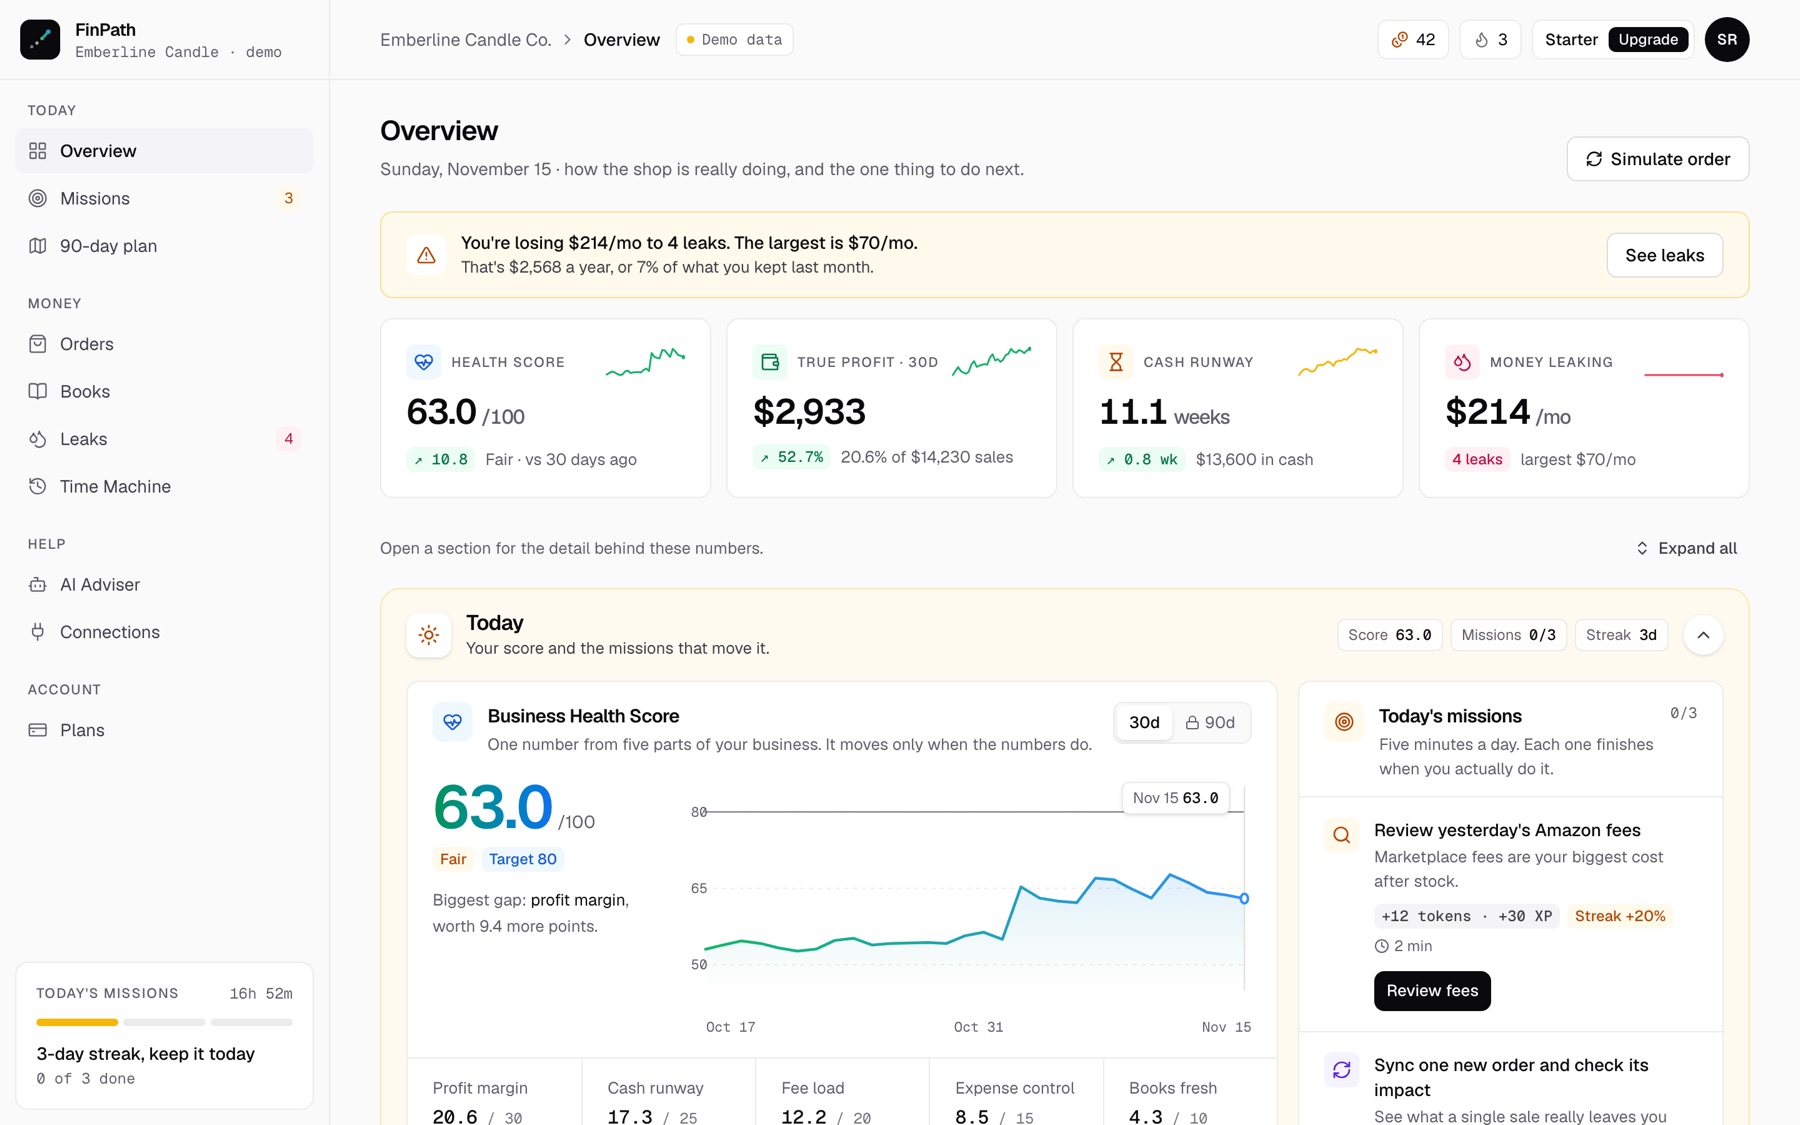 FinPath
Emberline Candle · demo
Emberline Candle Co. > Overview
Demo data
42
3
Starter
Upgrade
SR
TODAY
Overview
Missions
3
90-day plan
MONEY
Orders
Books
Leaks
4
Time Machine
HELP
AI Adviser
Connections
ACCOUNT
Plans
TODAY'S MISSIONS
16h 52m
3-day streak, keep it today
0 of 3 done
Overview
Sunday, November 15 · how the shop is really doing, and the one thing to do next.
Simulate order
You're losing $214/mo to 4 leaks. The largest is $70/mo.
That's $2,568 a year, or 7% of what you kept last month.
See leaks
HEALTH SCORE
63.0 /100
↗ 10.8
Fair · vs 30 days ago
TRUE PROFIT · 30D
$2,933
↗ 52.7%
20.6% of $14,230 sales
CASH RUNWAY
11.1 weeks
↗ 0.8 wk
$13,600 in cash
MONEY LEAKING
$214 /mo
4 leaks
largest $70/mo
Open a section for the detail behind these numbers.
Expand all
Today
Your score and the missions that move it.
Score 63.0
Missions 0/3
Streak 3d
Business Health Score
One number from five parts of your business. It moves only when the numbers do.
30d
90d
63.0 /100
Fair
Target 80
Biggest gap: profit margin,
worth 9.4 more points.
Nov 15 63.0
80
65
50
Oct 17
Oct 31
Nov 15
Profit margin
20.6 / 30
Cash runway
17.3 / 25
Fee load
12.2 / 20
Expense control
8.5 / 15
Books fresh
4.3 / 10
Today's missions
0/3
Five minutes a day. Each one finishes
when you actually do it.
Review yesterday's Amazon fees
Marketplace fees are your biggest cost
after stock.
+12 tokens · +30 XP
Streak +20%
2 min
Review fees
Sync one new order and check its
impact
See what a single sale really leaves you